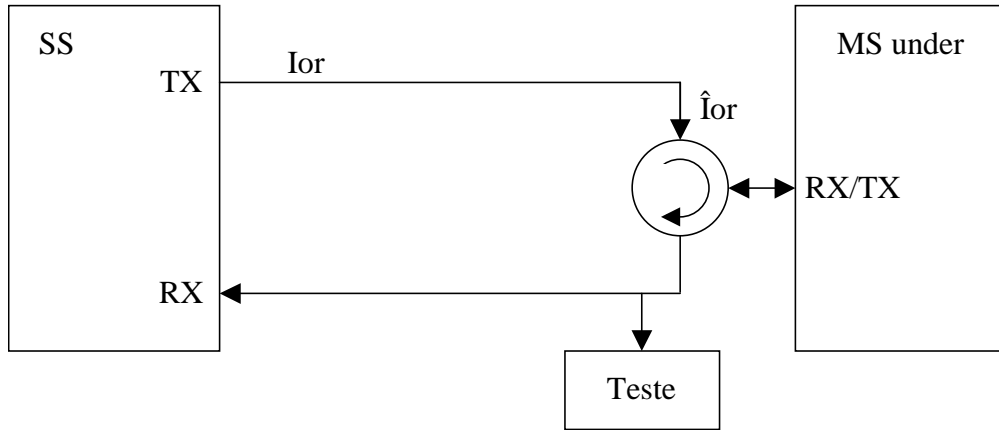 SS
MS under
TX
Ior
Îor
RX/TX
RX
Teste